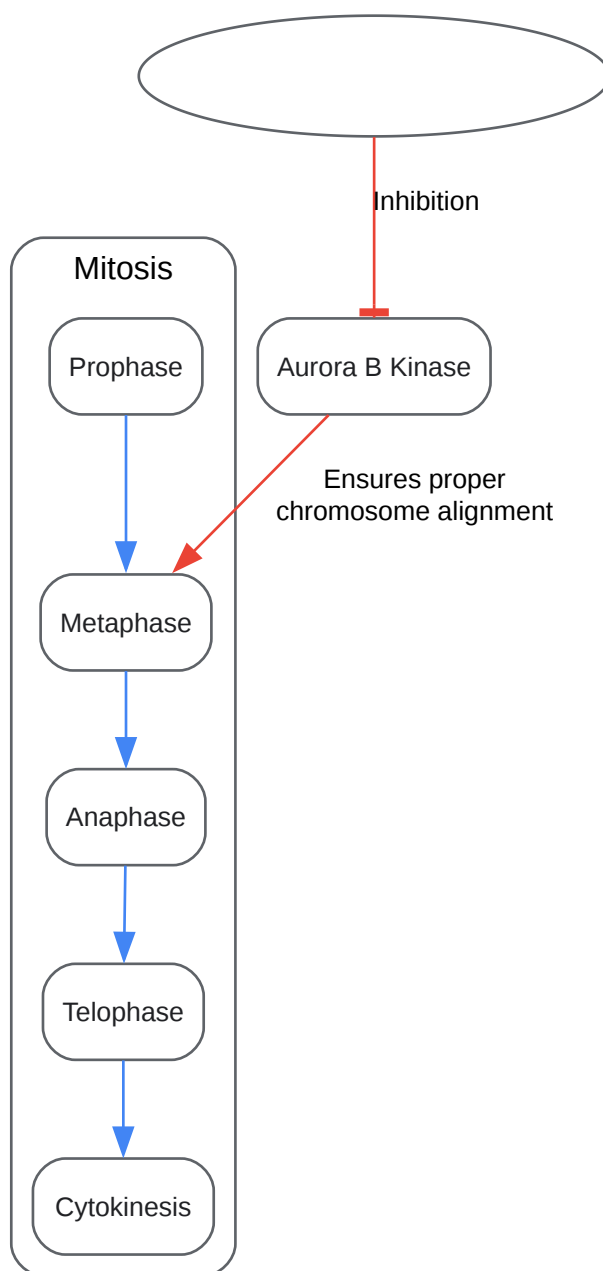 Inhibition
Mitosis
Prophase
Aurora B Kinase
Ensures proper
chromosome alignment
Metaphase
Anaphase
Telophase
Cytokinesis